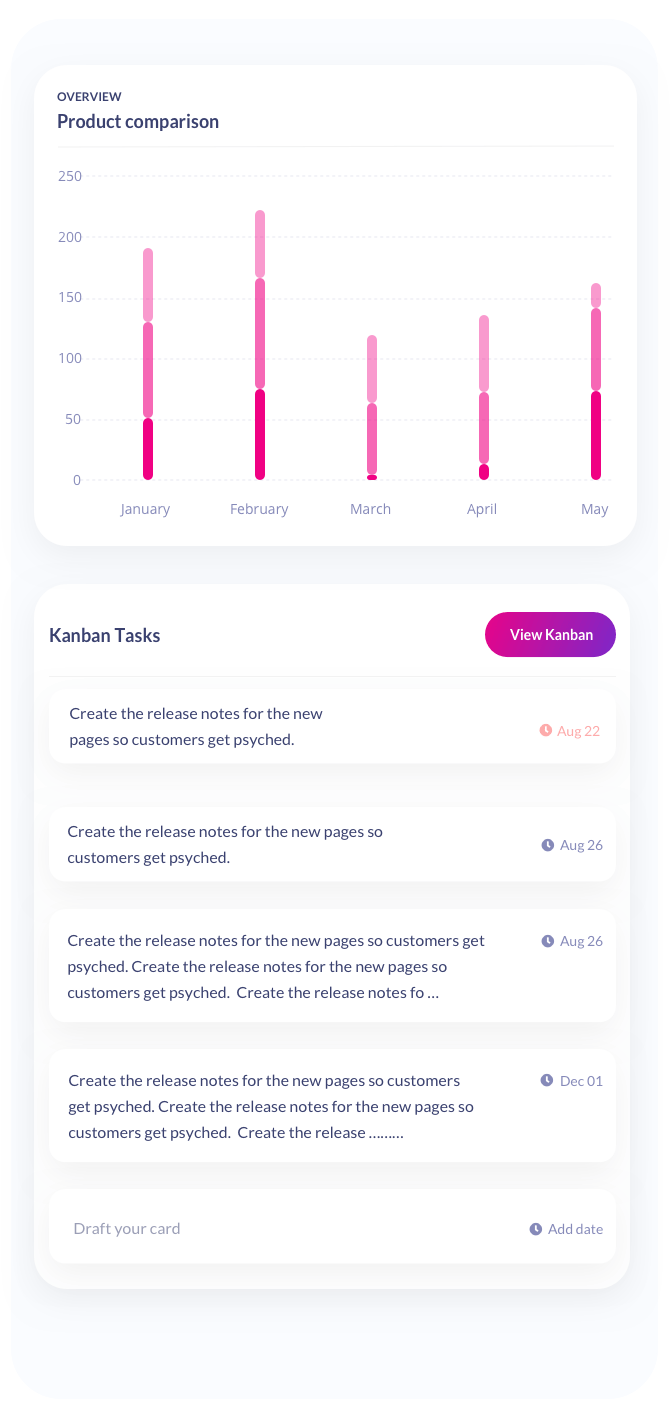 OVERVIEW
Product comparison
250
200
150
100
50
0
January February March April May
Kanban Tasks
View Kanban
Create the release notes for the new
pages so customers get psyched.
Aug 22
Create the release notes for the new pages so
customers get psyched.
Aug 26
Create the release notes for the new pages so customers get
psyched. Create the release notes for the new pages so
customers get psyched.  Create the release notes fo ...
Aug 26
Create the release notes for the new pages so customers
get psyched. Create the release notes for the new pages so
customers get psyched.  Create the release .........
Dec 01
Draft your card
Add date